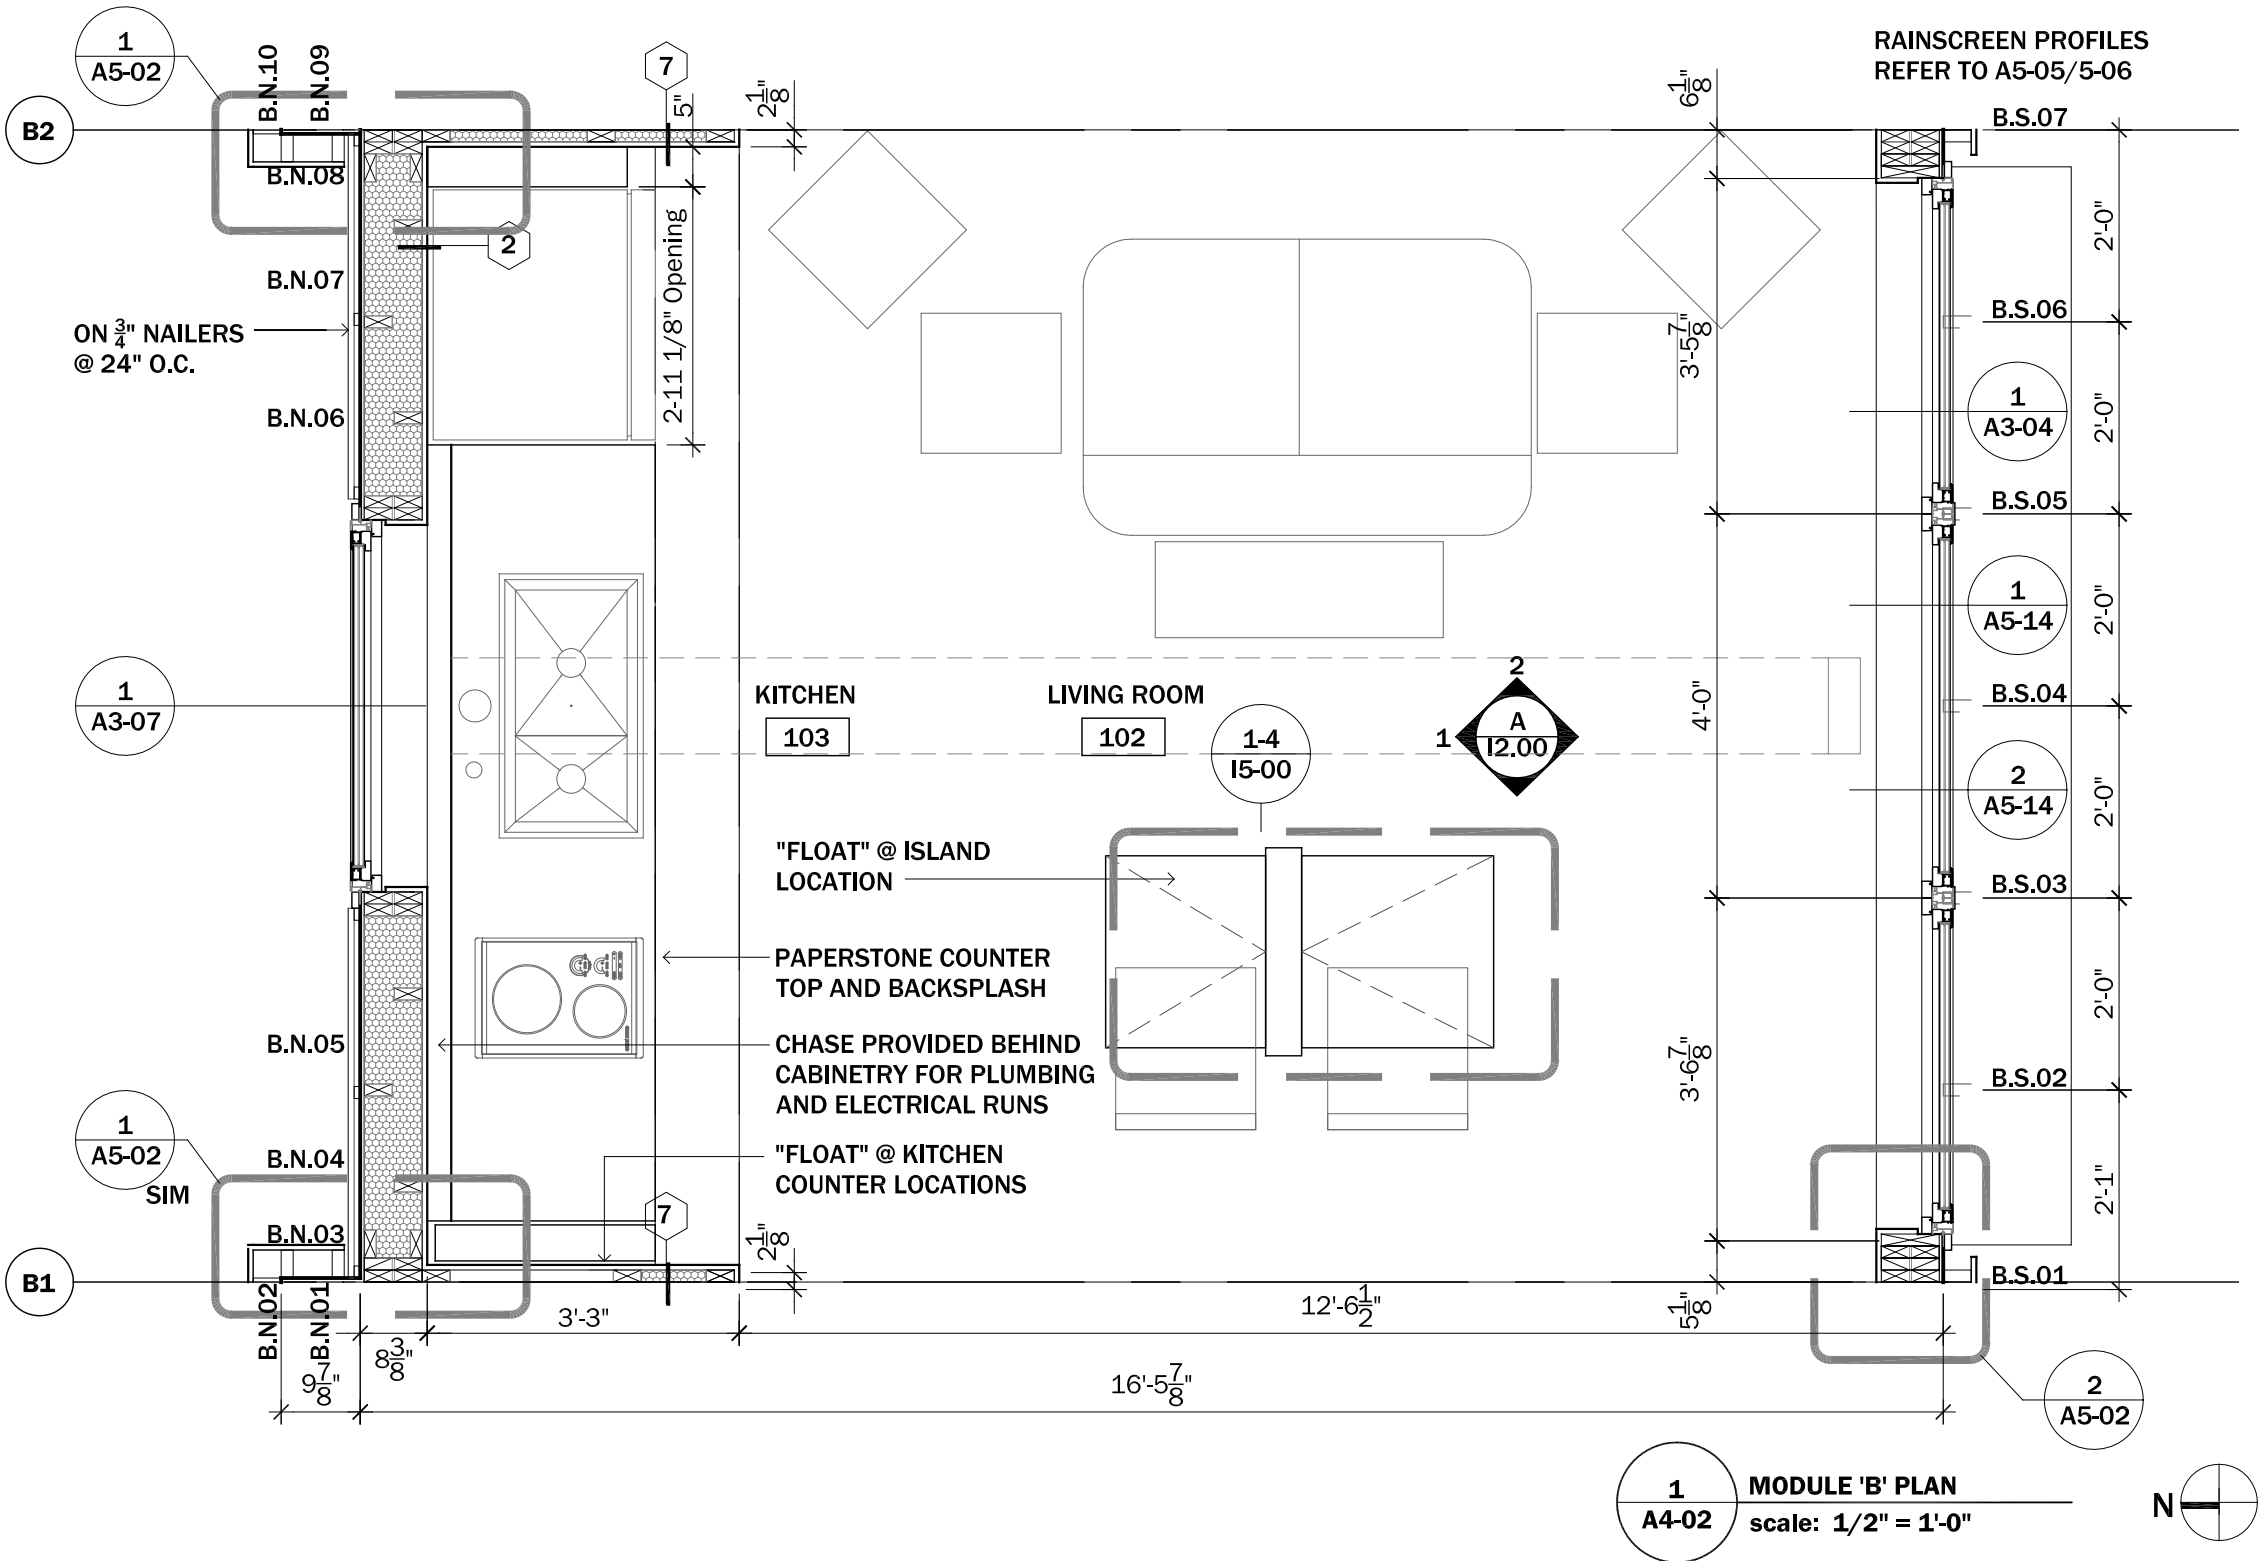 1
A5-02
B.N.10
B.N.09
7
5"
2 1/8"
6 1/8"
RAINSCREEN PROFILES
REFER TO A5-05/5-06
B2
B.S.07
B.N.08
2
2'-0"
B.N.07
2-11 1/8" Opening
B.S.06
ON 3/4" NAILERS
@ 24" O.C.
3'-5 7/8"
1
A3-04
2'-0"
B.N.06
B.S.05
1
A5-14
2'-0"
1
A3-07
KITCHEN
103
LIVING ROOM
102
1-4
I5-00
2
1
A
I2.00
4'-0"
B.S.04
2
A5-14
2'-0"
"FLOAT" @ ISLAND
LOCATION
B.S.03
PAPERSTONE COUNTER
TOP AND BACKSPLASH
2'-0"
B.N.05
CHASE PROVIDED BEHIND
CABINETRY FOR PLUMBING
AND ELECTRICAL RUNS
3'-6 7/8"
B.S.02
1
A5-02
SIM
B.N.04
"FLOAT" @ KITCHEN
COUNTER LOCATIONS
2'-1"
B.N.03
7
2 1/8"
B1
B.N.02
B.N.01
B.S.01
3'-3"
12'-6 1/2"
5 1/8"
8 3/8"
9 7/8"
16'-5 7/8"
2
A5-02
1
A4-02
MODULE 'B' PLAN
scale: 1/2" = 1'-0"
N